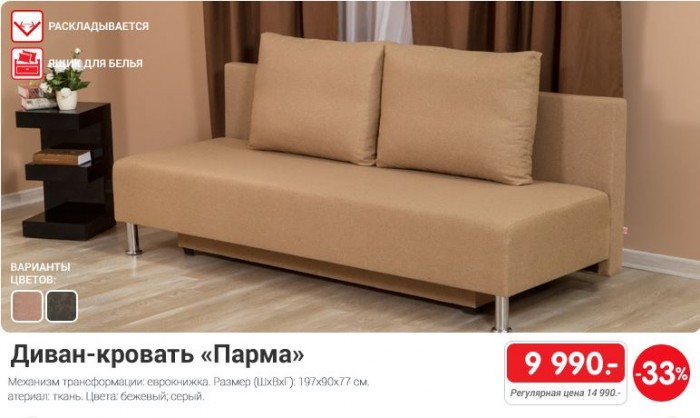 РАСКЛАДЫВАЕТСЯ
ЯЩИК ДЛЯ БЕЛЬЯ
ВАРИАНТЫ
ЦВЕТОВ:
Диван-кровать «Парма»
Механизм трансформации: еврокнижка. Размер (ШхВхГ): 197х90х77 см.
атериал: ткань. Цвета: бежевый, серый.
9 990.-
Регулярная цена 14 990.-
-33%